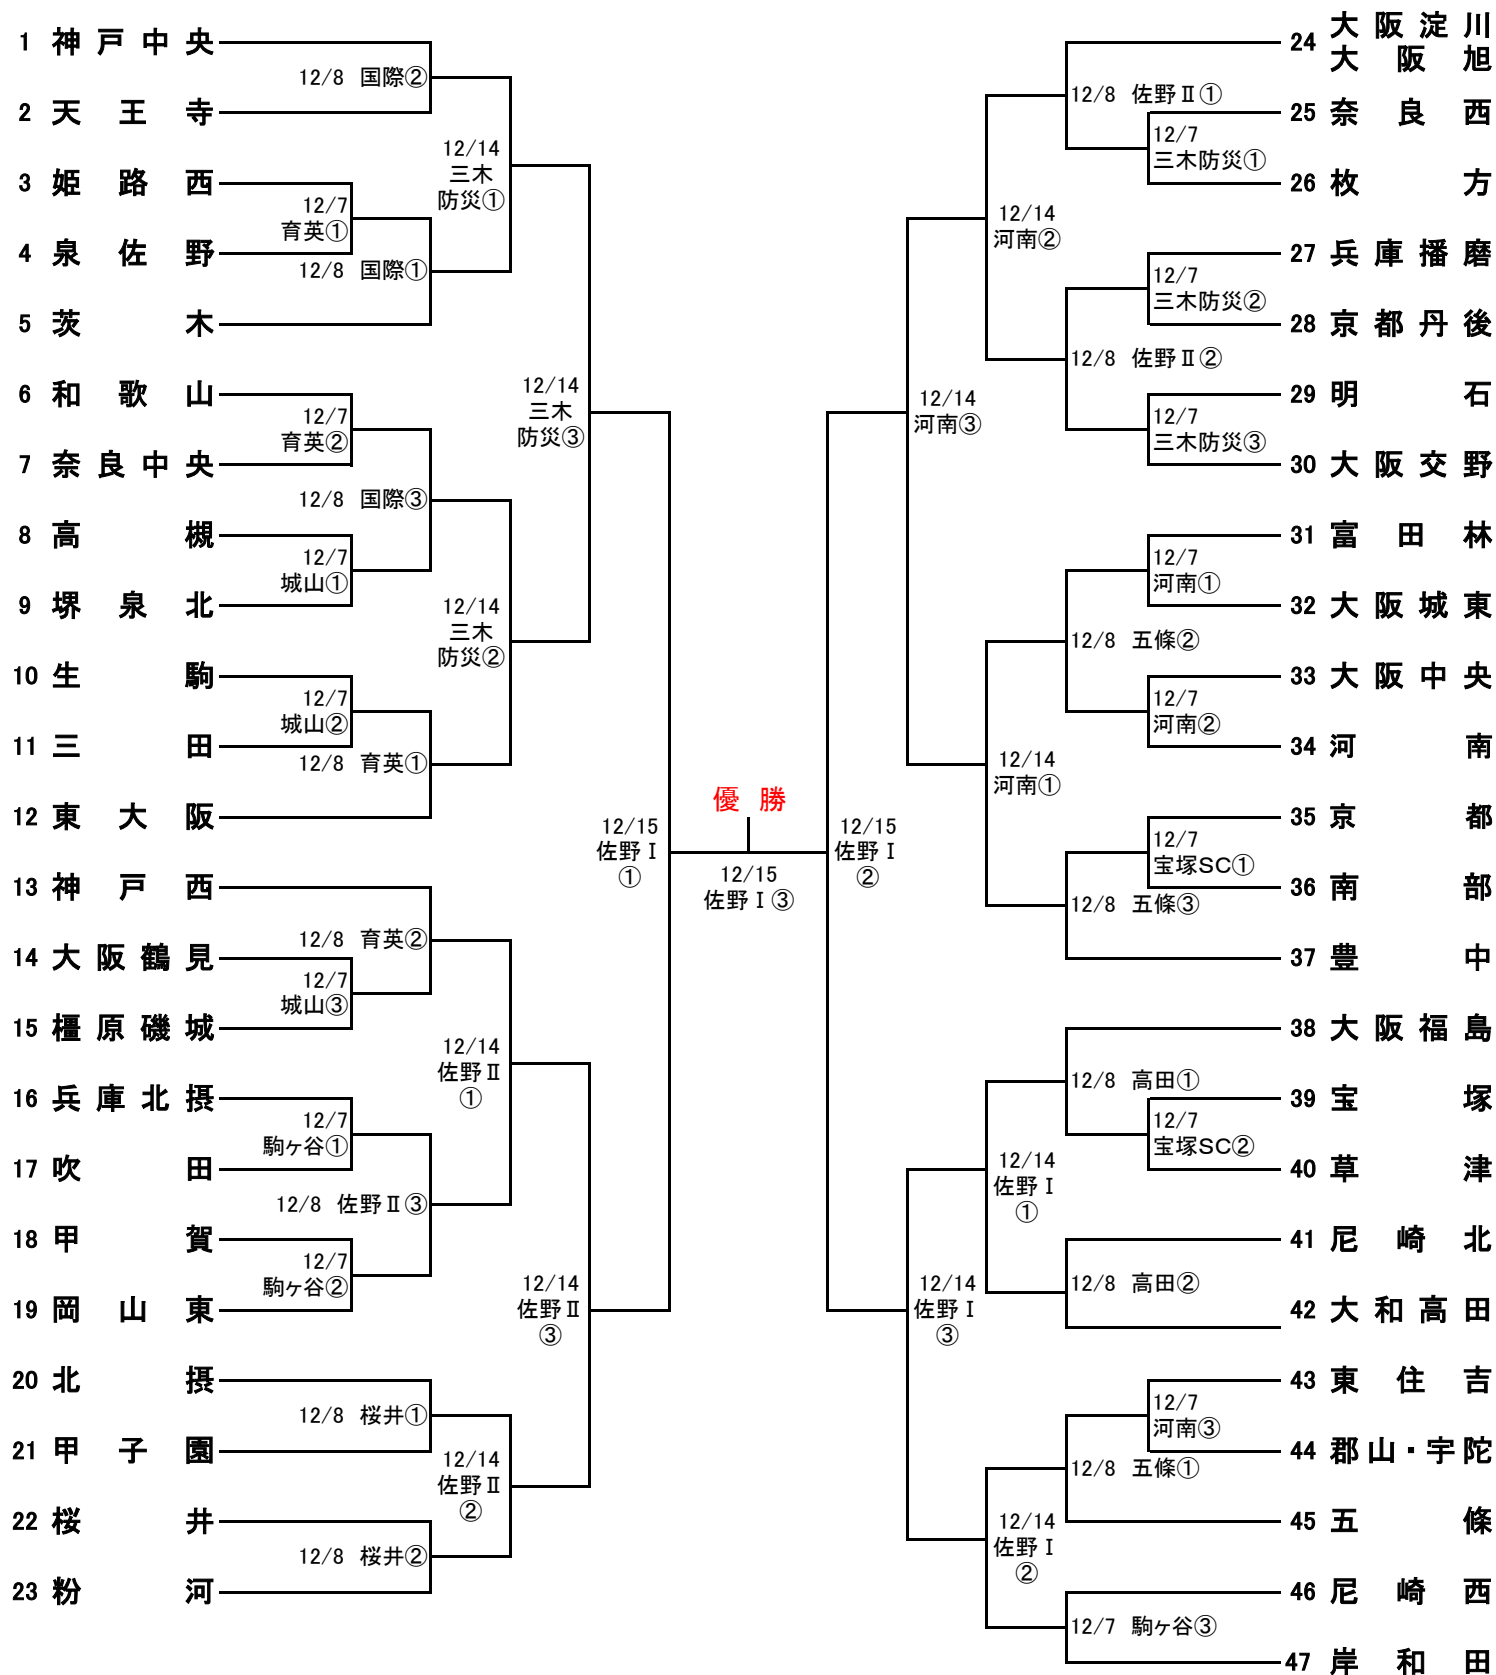 1 神戸中央
12/8 国際②
2 天王寺
12/14
三木
防災①
3 姫路西
12/7
育英①
4 泉佐野
12/8 国際①
5 茨木
12/14
三木
防災③
6 和歌山
12/7
育英②
7 奈良中央
12/8 国際③
8 高槻
12/7
城山①
9 堺泉北
12/14
三木
防災②
10 生駒
12/7
城山②
11 三田
12/8 育英①
12 東大阪
12/15
佐野Ⅰ
①
13 神戸西
12/8 育英②
14 大阪鶴見
12/7
城山③
15 橿原磯城
12/14
佐野Ⅱ
①
16 兵庫北摂
12/7
駒ヶ谷①
17 吹田
12/8 佐野Ⅱ③
18 甲賀
12/7
駒ヶ谷②
19 岡山東
12/14
佐野Ⅱ
③
20 北摂
12/8 桜井①
21 甲子園
12/14
佐野Ⅱ
②
22 桜井
12/8 桜井②
23 粉河
優勝
12/15
佐野Ⅰ③
24 大阪淀川
大阪旭
12/8 佐野Ⅱ①
25 奈良西
12/7
三木防災①
26 枚方
12/14
河南②
27 兵庫播磨
12/7
三木防災②
28 京都丹後
12/8 佐野Ⅱ②
29 明石
12/7
三木防災③
30 大阪交野
12/14
河南③
31 富田林
12/7
河南①
32 大阪城東
12/8 五條②
33 大阪中央
12/7
河南②
34 河南
12/14
河南①
35 京都
12/7
宝塚SC①
36 南部
12/8 五條③
37 豊中
12/15
佐野Ⅰ
②
38 大阪福島
12/8 高田①
39 宝塚
12/7
宝塚SC②
40 草津
12/14
佐野Ⅰ
①
41 尼崎北
12/8 高田②
42 大和高田
12/14
佐野Ⅰ
③
43 東住吉
12/7
河南③
44 郡山・宇陀
12/8 五條①
45 五條
12/14
佐野Ⅰ
②
46 尼崎西
12/7 駒ヶ谷③
47 岸和田